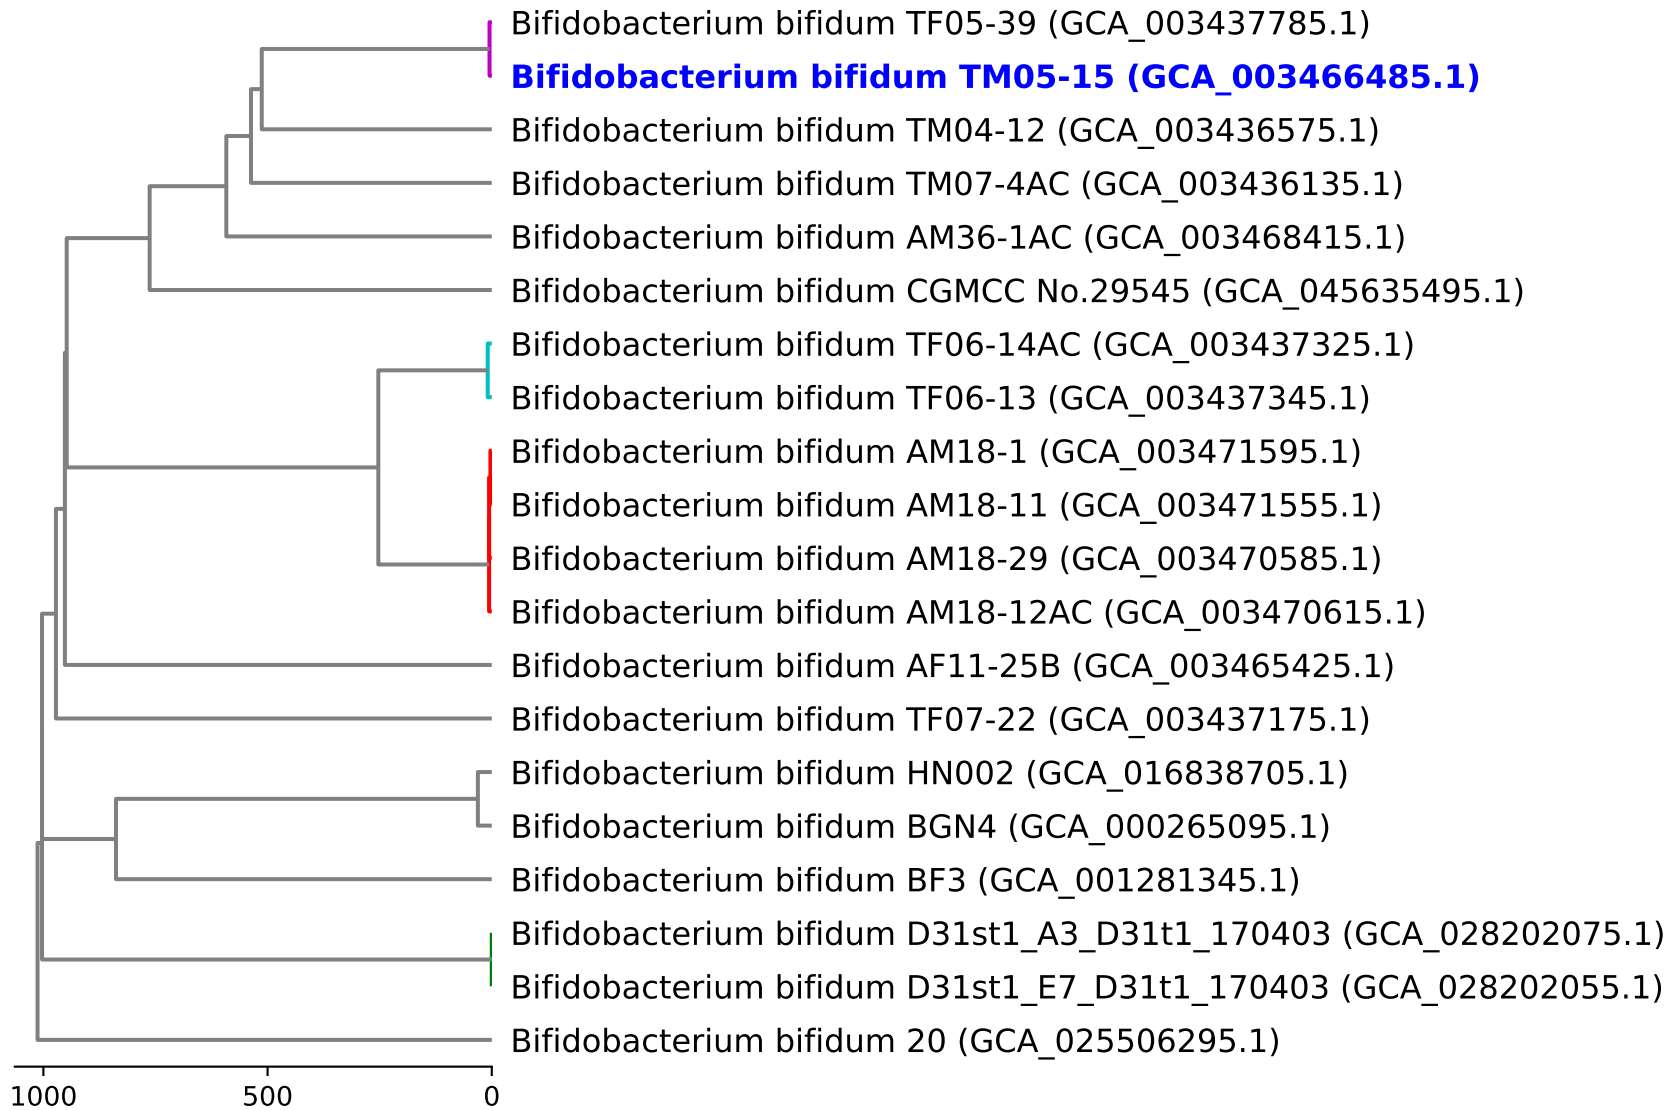 Bifidobacterium bifidum TF05-39 (GCA_003437785.1)
Bifidobacterium bifidum TM05-15 (GCA_003466485.1)
Bifidobacterium bifidum TM04-12 (GCA_003436575.1)
Bifidobacterium bifidum TM07-4AC (GCA_003436135.1)
Bifidobacterium bifidum AM36-1AC (GCA_003468415.1)
Bifidobacterium bifidum CGMCC No.29545 (GCA_045635495.1)
Bifidobacterium bifidum TF06-14AC (GCA_003437325.1)
Bifidobacterium bifidum TF06-13 (GCA_003437345.1)
Bifidobacterium bifidum AM18-1 (GCA_003471595.1)
Bifidobacterium bifidum AM18-11 (GCA_003471555.1)
Bifidobacterium bifidum AM18-29 (GCA_003470585.1)
Bifidobacterium bifidum AM18-12AC (GCA_003470615.1)
Bifidobacterium bifidum AF11-25B (GCA_003465425.1)
Bifidobacterium bifidum TF07-22 (GCA_003437175.1)
Bifidobacterium bifidum HN002 (GCA_016838705.1)
Bifidobacterium bifidum BGN4 (GCA_000265095.1)
Bifidobacterium bifidum BF3 (GCA_001281345.1)
Bifidobacterium bifidum D31st1_A3_D31t1_170403 (GCA_028202075.1)
Bifidobacterium bifidum D31st1_E7_D31t1_170403 (GCA_028202055.1)
Bifidobacterium bifidum 20 (GCA_025506295.1)
1000 500 0